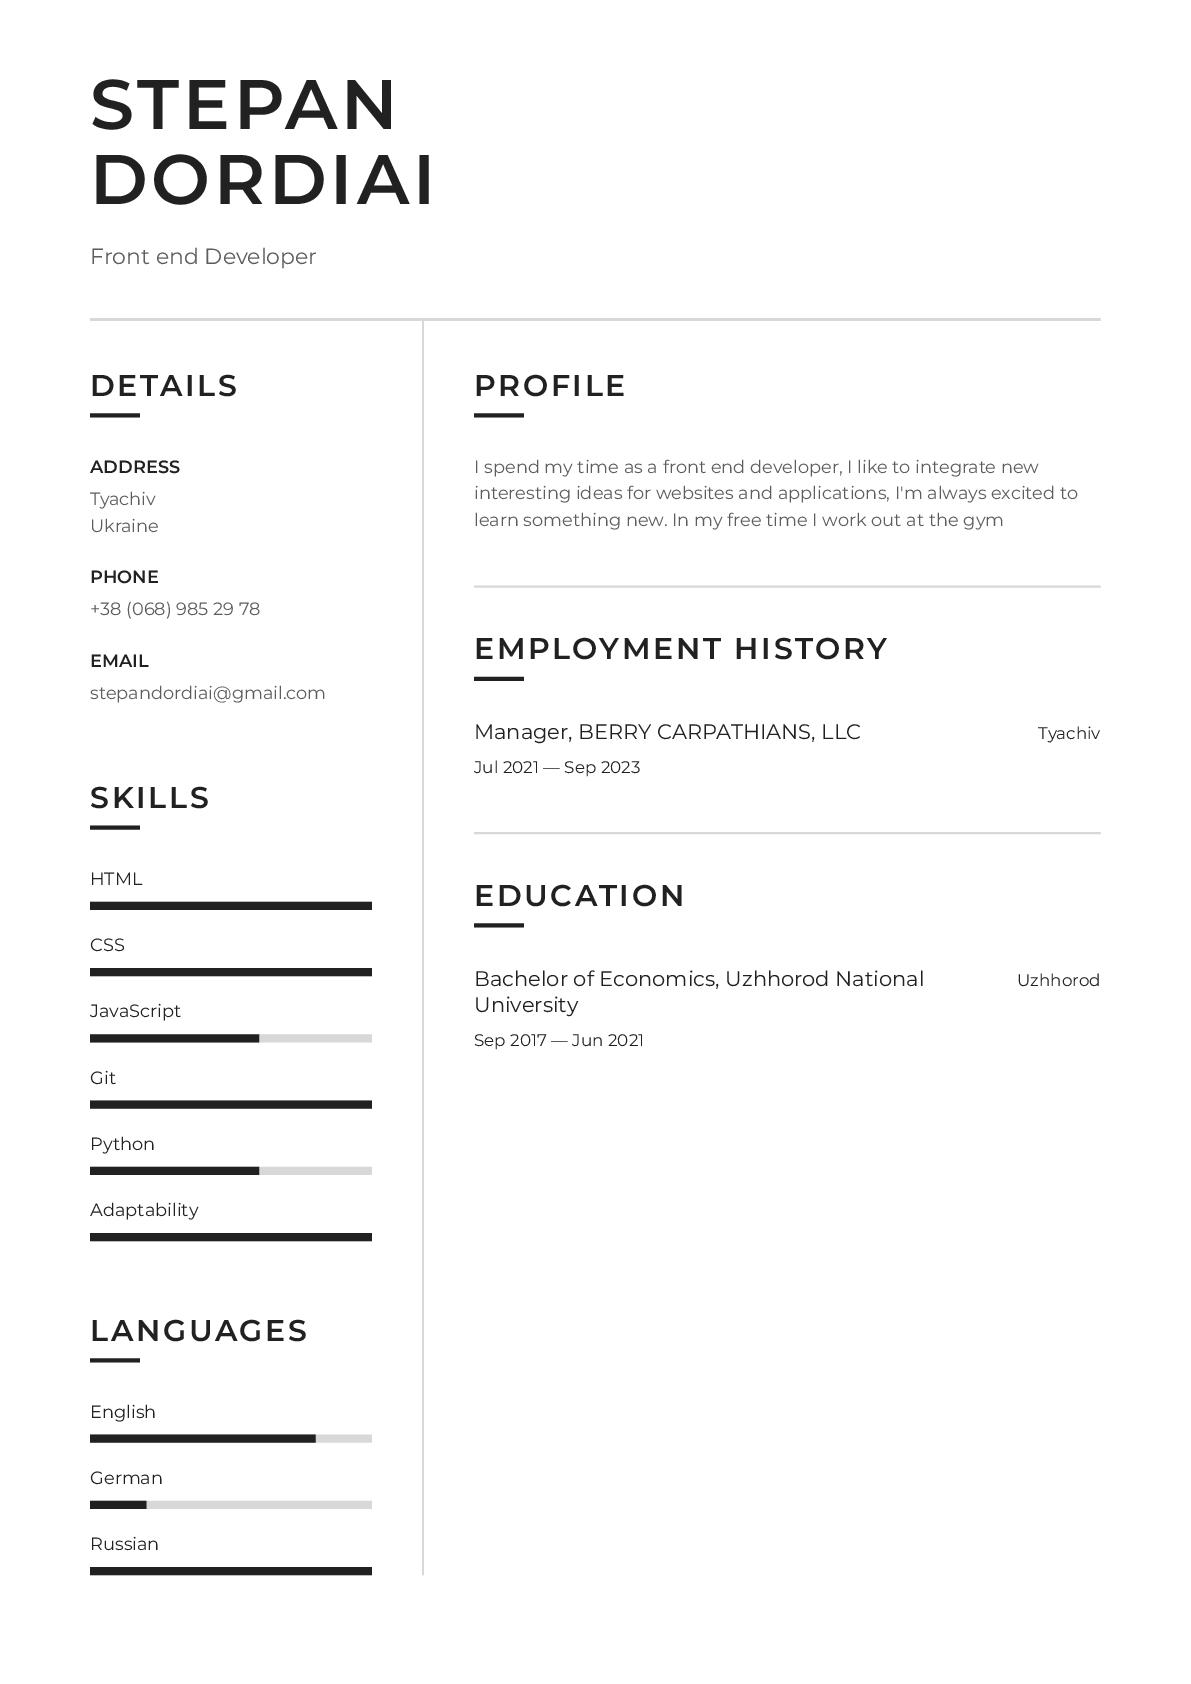 STEPAN
DORDIAI
Front end Developer
DETAILS
ADDRESS
Tyachiv
Ukraine
PHONE
+38 (068) 985 29 78
EMAIL
stepandordiai@gmail.com
SKILLS
HTML
CSS
JavaScript
Git
Python
Adaptability
LANGUAGES
English
German
Russian
PROFILE
I spend my time as a front end developer, I like to integrate new
interesting ideas for websites and applications, I'm always excited to
learn something new. In my free time I work out at the gym
EMPLOYMENT HISTORY
Manager, BERRY CARPATHIANS, LLC Tyachiv
Jul 2021 — Sep 2023
EDUCATION
Bachelor of Economics, Uzhhorod National Uzhhorod
University
Sep 2017 — Jun 2021